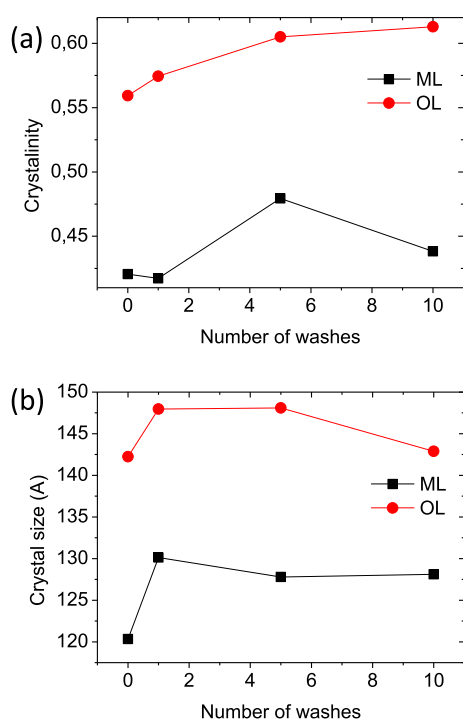 (a)
0,60
0,55
0,50
0,45
Crystalinity
ML
OL
0 2 4 6 8 10
Number of washes
(b)
150
145
140
135
130
125
120
Crystal size (A)
ML
OL
0 2 4 6 8 10
Number of washes